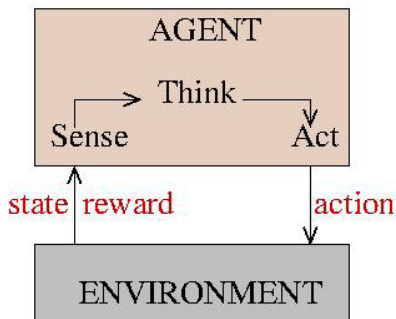 AGENT
Think
Sense Act
state reward action
ENVIRONMENT